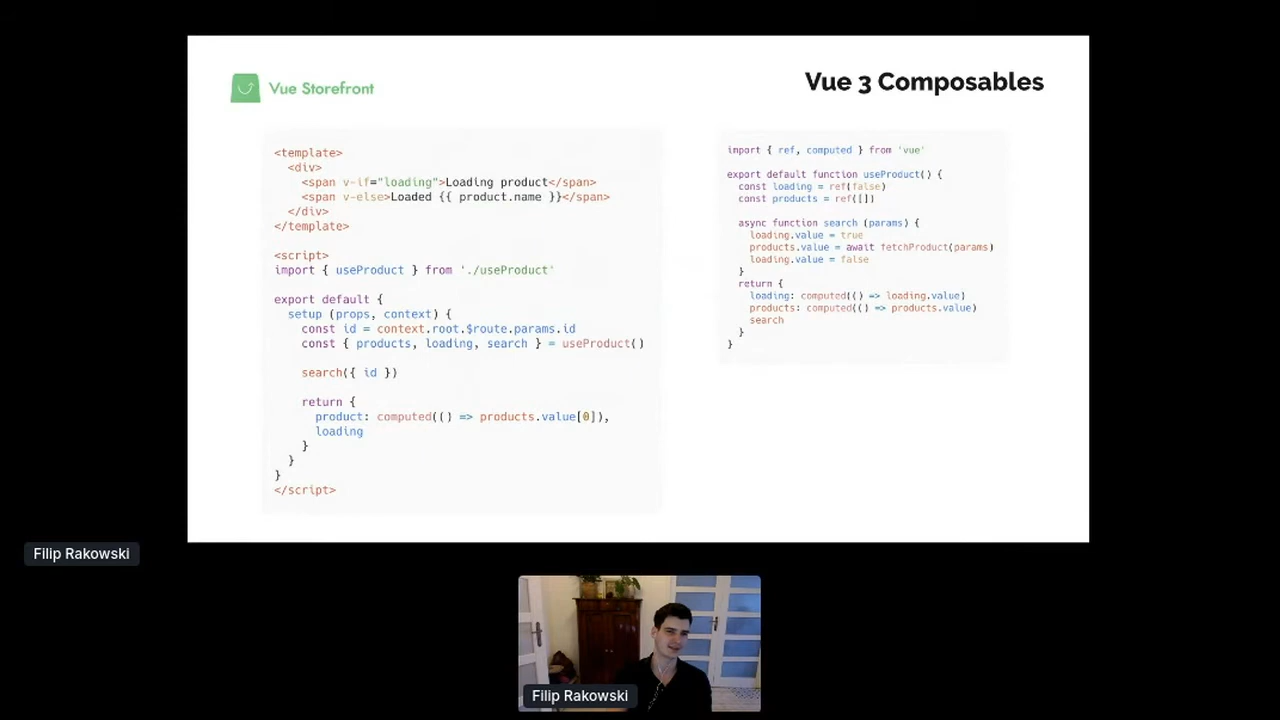 Vue Storefront
Vue 3 Composables
<template>
  <div>
    <span v-if="loading">Loading product</span>
    <span v-else>Loaded {{ product.name }}</span>
  </div>
</template>

<script>
import { useProduct } from './useProduct'

export default {
  setup (props, context) {
    const id = context.root.$route.params.id
    const { products, loading, search } = useProduct()

    search({ id })

    return {
      product: computed(() => products.value[0]),
      loading
    }
  }
}
</script>
import { ref, computed } from 'vue'

export default function useProduct() {
  const loading = ref(false)
  const products = ref([])

  async function search (params) {
    loading.value = true
    products.value = await fetchProduct(params)
    loading.value = false
  }
  return {
    loading: computed(() => loading.value)
    products: computed(() => products.value)
    search
  }
}
Filip Rakowski
Filip Rakowski